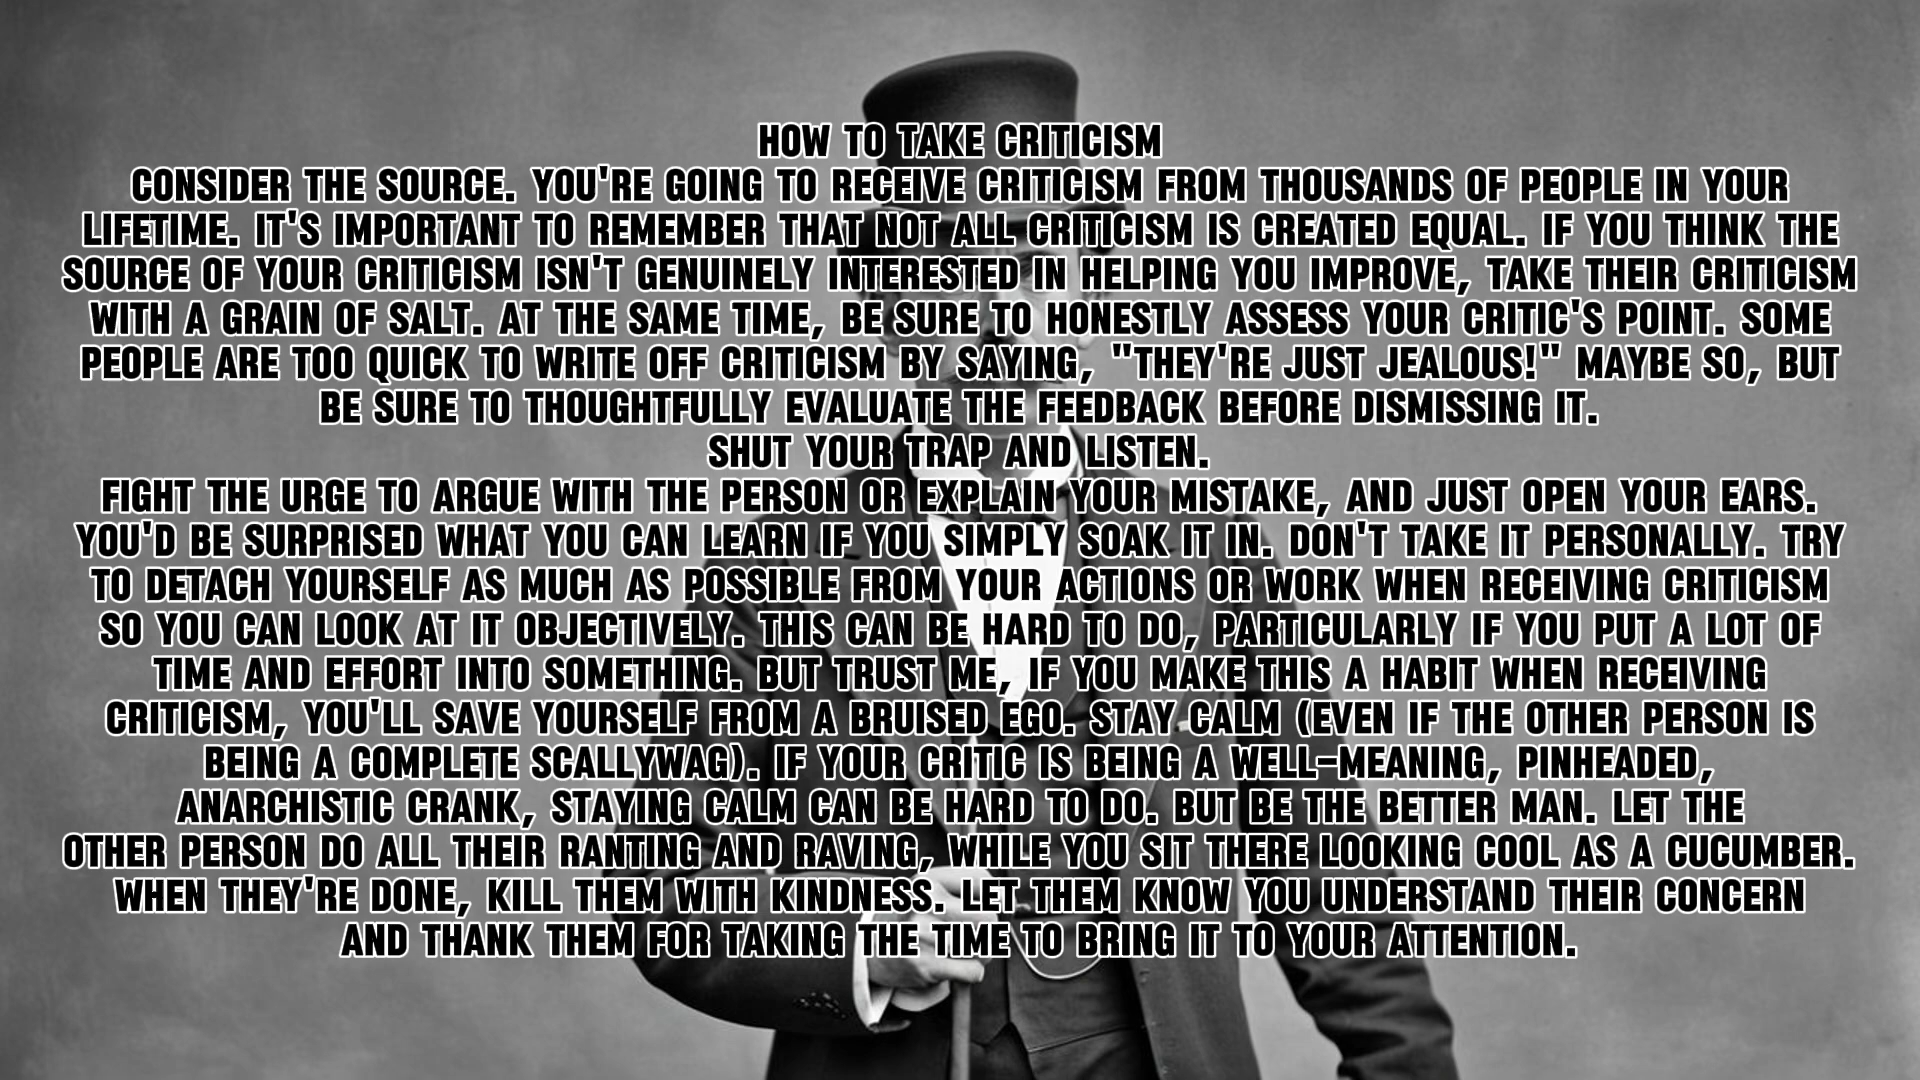 HOW TO TAKE CRITICISM
CONSIDER THE SOURCE. YOU'RE GOING TO RECEIVE CRITICISM FROM THOUSANDS OF PEOPLE IN YOUR
LIFETIME. IT'S IMPORTANT TO REMEMBER THAT NOT ALL CRITICISM IS CREATED EQUAL. IF YOU THINK THE
SOURCE OF YOUR CRITICISM ISN'T GENUINELY INTERESTED IN HELPING YOU IMPROVE, TAKE THEIR CRITICISM
WITH A GRAIN OF SALT. AT THE SAME TIME, BE SURE TO HONESTLY ASSESS YOUR CRITIC'S POINT. SOME
PEOPLE ARE TOO QUICK TO WRITE OFF CRITICISM BY SAYING, "THEY'RE JUST JEALOUS!" MAYBE SO, BUT
BE SURE TO THOUGHTFULLY EVALUATE THE FEEDBACK BEFORE DISMISSING IT.
SHUT YOUR TRAP AND LISTEN.
FIGHT THE URGE TO ARGUE WITH THE PERSON OR EXPLAIN YOUR MISTAKE, AND JUST OPEN YOUR EARS.
YOU'D BE SURPRISED WHAT YOU CAN LEARN IF YOU SIMPLY SOAK IT IN. DON'T TAKE IT PERSONALLY. TRY
TO DETACH YOURSELF AS MUCH AS POSSIBLE FROM YOUR ACTIONS OR WORK WHEN RECEIVING CRITICISM
SO YOU CAN LOOK AT IT OBJECTIVELY. THIS CAN BE HARD TO DO, PARTICULARLY IF YOU PUT A LOT OF
TIME AND EFFORT INTO SOMETHING. BUT TRUST ME, IF YOU MAKE THIS A HABIT WHEN RECEIVING
CRITICISM, YOU'LL SAVE YOURSELF FROM A BRUISED EGO. STAY CALM (EVEN IF THE OTHER PERSON IS
BEING A COMPLETE SCALLYWAG). IF YOUR CRITIC IS BEING A WELL-MEANING, PINHEADED,
ANARCHISTIC CRANK, STAYING CALM CAN BE HARD TO DO. BUT BE THE BETTER MAN. LET THE
OTHER PERSON DO ALL THEIR RANTING AND RAVING, WHILE YOU SIT THERE LOOKING COOL AS A CUCUMBER.
WHEN THEY'RE DONE, KILL THEM WITH KINDNESS. LET THEM KNOW YOU UNDERSTAND THEIR CONCERN
AND THANK THEM FOR TAKING THE TIME TO BRING IT TO YOUR ATTENTION.